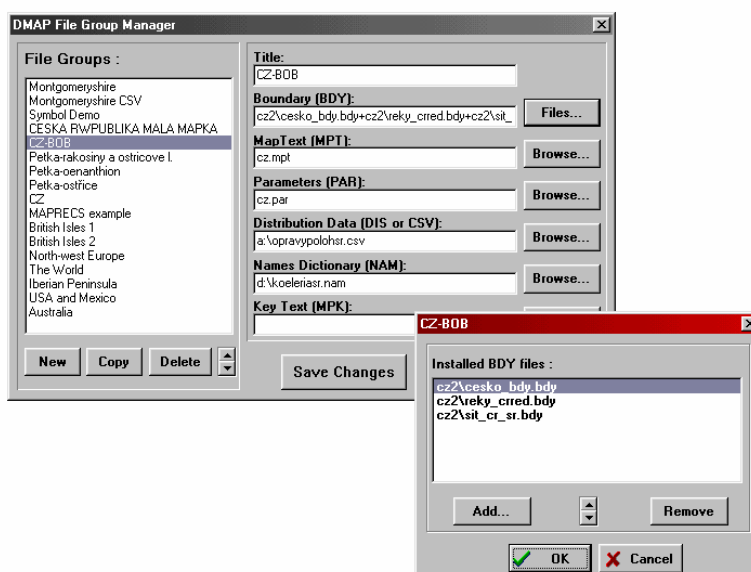 DMAP File Group Manager
File Groups :
Montgomeryshire
Montgomeryshire CSV
Symbol Demo
CESKA RWPUBLIKA MALA MAPKA
CZ-BOB
Petka-rakosiny a ostricove l.
Petka-oenanthion
Petka-ostřice
CZ
MAPRECS example
British Isles 1
British Isles 2
North-west Europe
The World
Iberian Peninsula
USA and Mexico
Australia
New
Copy
Delete
Title:
CZ-BOB
Boundary (BDY):
cz2\cesko_bdy.bdy+cz2\reky_crred.bdy+cz2\sit_
Files...
MapText (MPT):
cz.mpt
Browse...
Parameters (PAR):
cz.par
Browse...
Distribution Data (DIS or CSV):
a:\opravypolohsr.csv
Browse...
Names Dictionary (NAM):
d:\koeleriasr.nam
Browse...
Key Text (MPK):
Save Changes
CZ-BOB
Installed BDY files :
cz2\cesko_bdy.bdy
cz2\reky_crred.bdy
cz2\sit_cr_sr.bdy
Add...
Remove
OK
Cancel